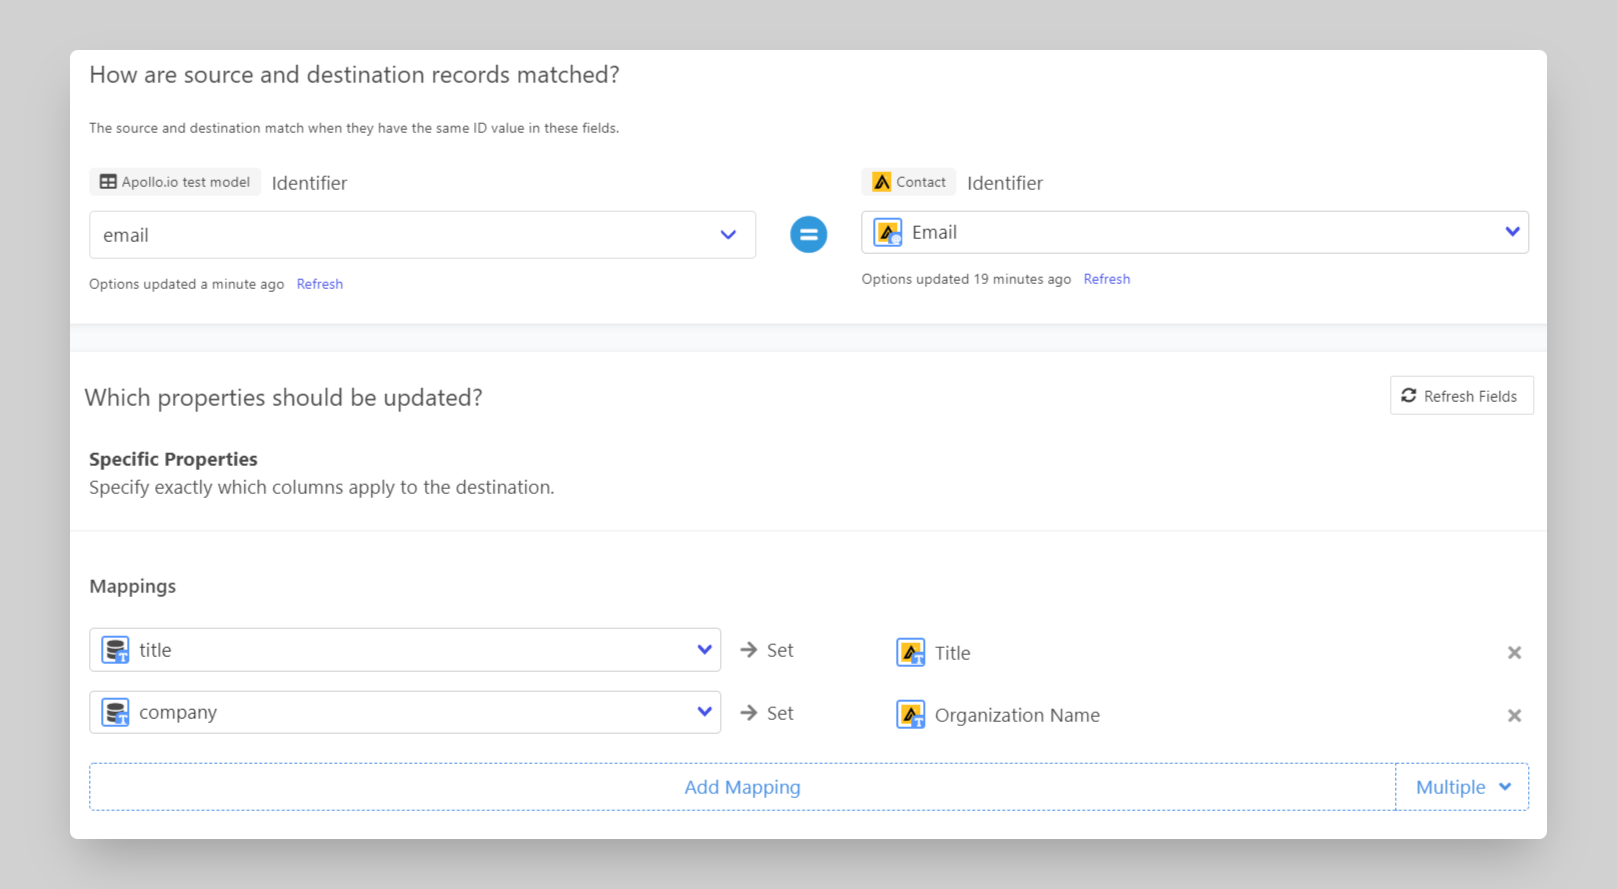 How are source and destination records matched?
The source and destination match when they have the same ID value in these fields.
Apollo.io test model Identifier
Contact Identifier
email
Email
Options updated a minute ago Refresh
Options updated 19 minutes ago Refresh
Which properties should be updated?
Refresh Fields
Specific Properties
Specify exactly which columns apply to the destination.
Mappings
title → Set Title
company → Set Organization Name
Add Mapping Multiple